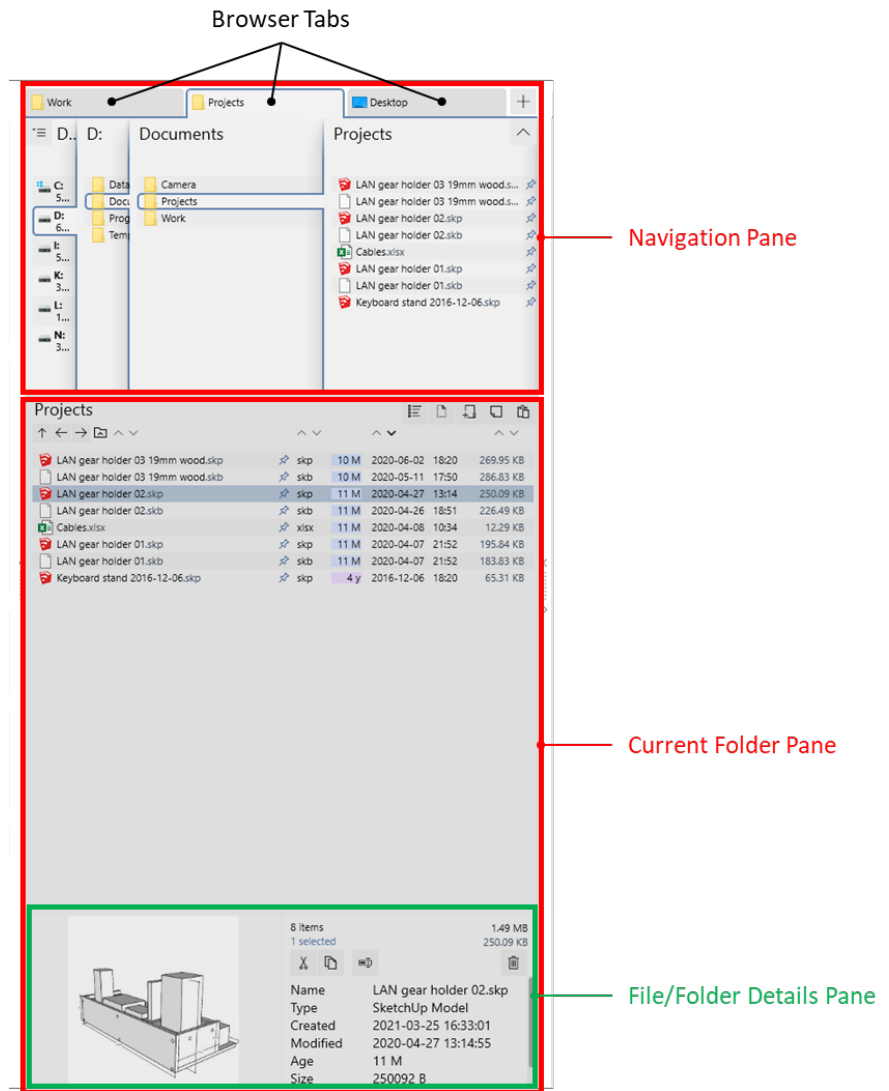 Browser Tabs
Work Projects Desktop
D.. D: Documents Projects
C: Data Camera LAN gear holder 03 19mm wood.s...
5... Docu Projects LAN gear holder 03 19mm wood.s...
D: Prog Work LAN gear holder 02.skp
6... Temp LAN gear holder 02.skb
Navigation Pane
I: Cables.xlsx
5... LAN gear holder 01.skp
K: LAN gear holder 01.skb
3... Keyboard stand 2016-12-06.skp
L:
1...
N:
3...
Projects
LAN gear holder 03 19mm wood.skp skp 10 M 2020-06-02 18:20 269.95 KB
LAN gear holder 03 19mm wood.skb skb 10 M 2020-05-11 17:50 286.83 KB
LAN gear holder 02.skp skp 11 M 2020-04-27 13:14 250.09 KB
LAN gear holder 02.skb skb 11 M 2020-04-26 18:51 226.49 KB
Cables.xlsx xlsx 11 M 2020-04-08 10:34 12.29 KB
LAN gear holder 01.skp skp 11 M 2020-04-07 21:52 195.84 KB
LAN gear holder 01.skb skb 11 M 2020-04-07 21:52 183.83 KB
Keyboard stand 2016-12-06.skp skp 4 y 2016-12-06 18:20 65.31 KB
Current Folder Pane
8 items 1.49 MB
1 selected 250.09 KB
Name LAN gear holder 02.skp
Type SketchUp Model
File/Folder Details Pane
Created 2021-03-25 16:33:01
Modified 2020-04-27 13:14:55
Age 11 M
Size 250092 B